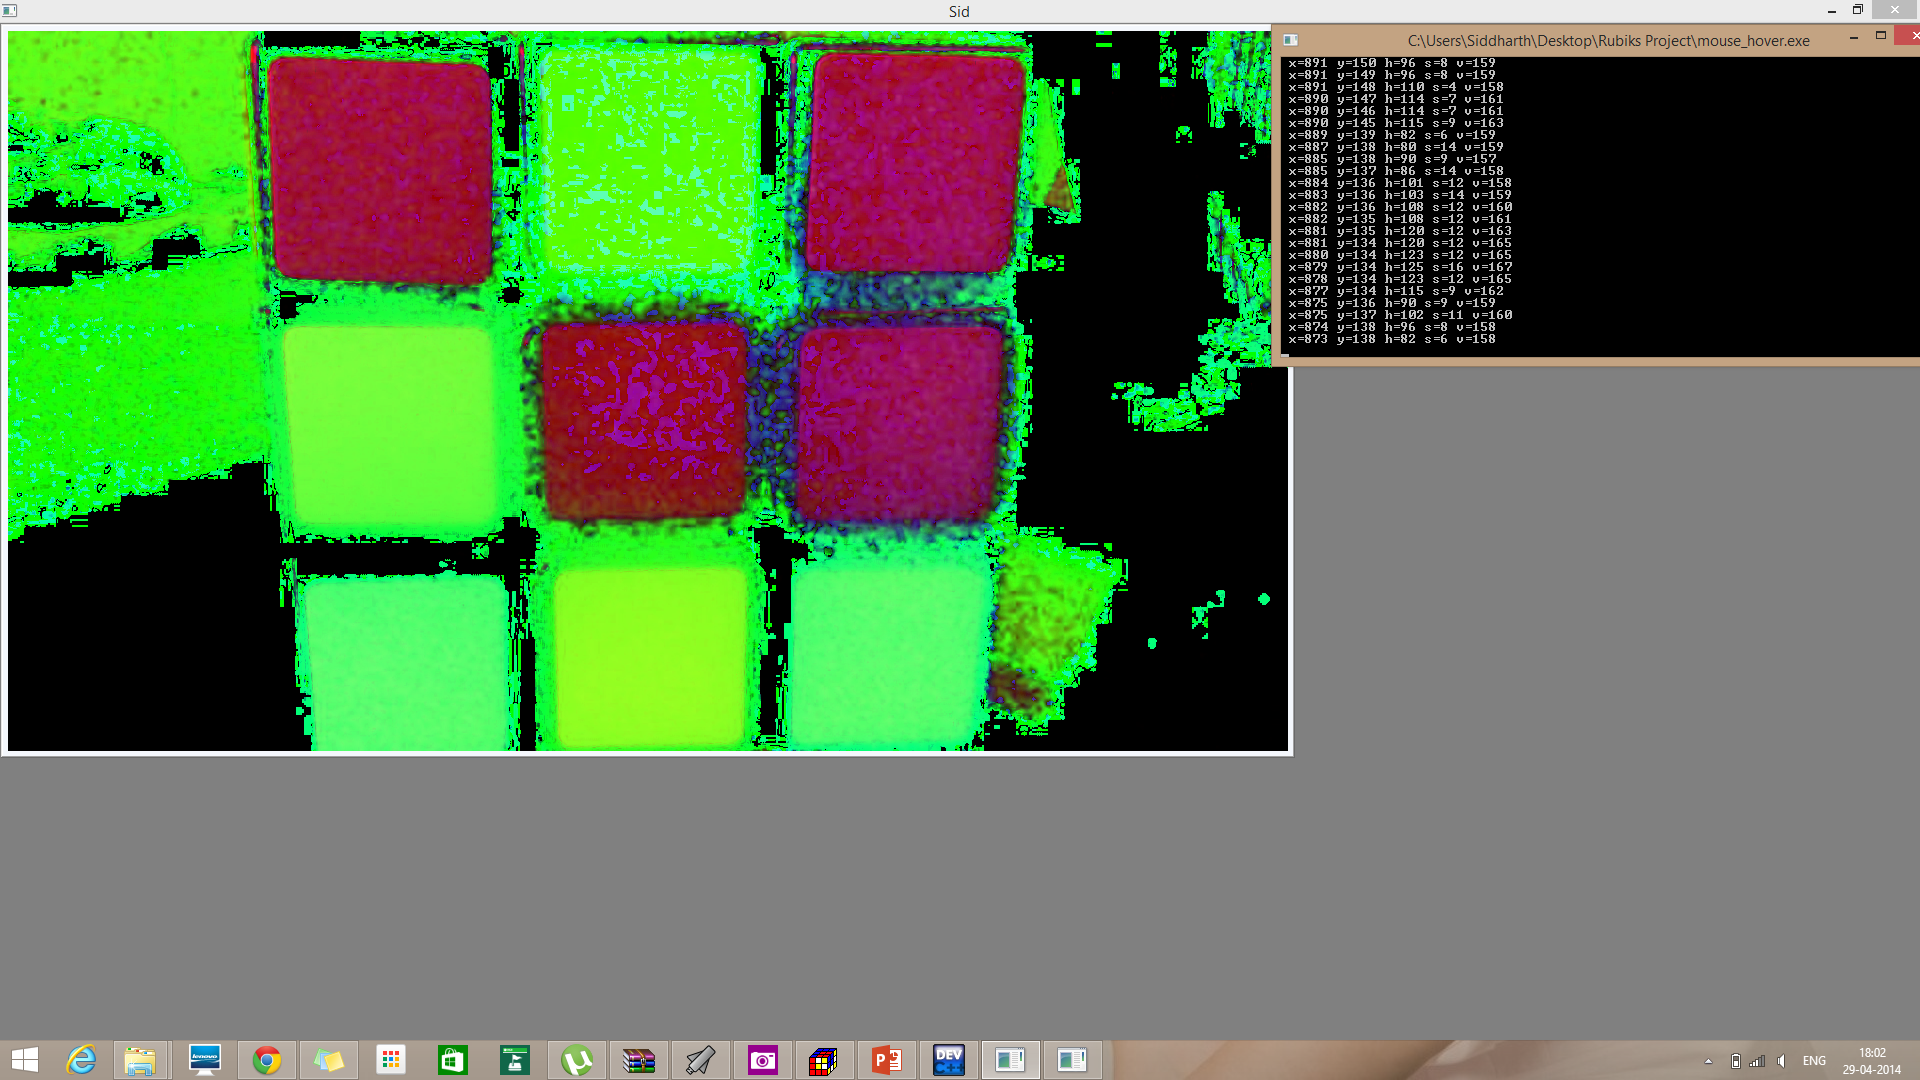 Sid
C:\Users\Siddharth\Desktop\Rubiks Project\mouse_hover.exe
x=891 y=150 h=96 s=8 v=159
x=891 y=149 h=96 s=8 v=159
x=891 y=148 h=110 s=4 v=158
x=890 y=147 h=114 s=7 v=161
x=890 y=146 h=114 s=7 v=161
x=890 y=145 h=115 s=9 v=163
x=889 y=139 h=82 s=6 v=159
x=887 y=138 h=80 s=14 v=159
x=885 y=138 h=90 s=9 v=157
x=885 y=137 h=86 s=14 v=158
x=884 y=136 h=101 s=12 v=158
x=883 y=136 h=103 s=14 v=159
x=882 y=136 h=108 s=12 v=160
x=882 y=135 h=108 s=12 v=161
x=881 y=135 h=120 s=12 v=163
x=881 y=134 h=120 s=12 v=165
x=880 y=134 h=123 s=12 v=165
x=879 y=134 h=125 s=16 v=167
x=878 y=134 h=123 s=12 v=165
x=877 y=134 h=115 s=9 v=162
x=875 y=136 h=90 s=9 v=159
x=875 y=137 h=102 s=11 v=160
x=874 y=138 h=96 s=8 v=158
x=873 y=138 h=82 s=6 v=158
lenovo
DEV
C++
ENG
18:02
29-04-2014